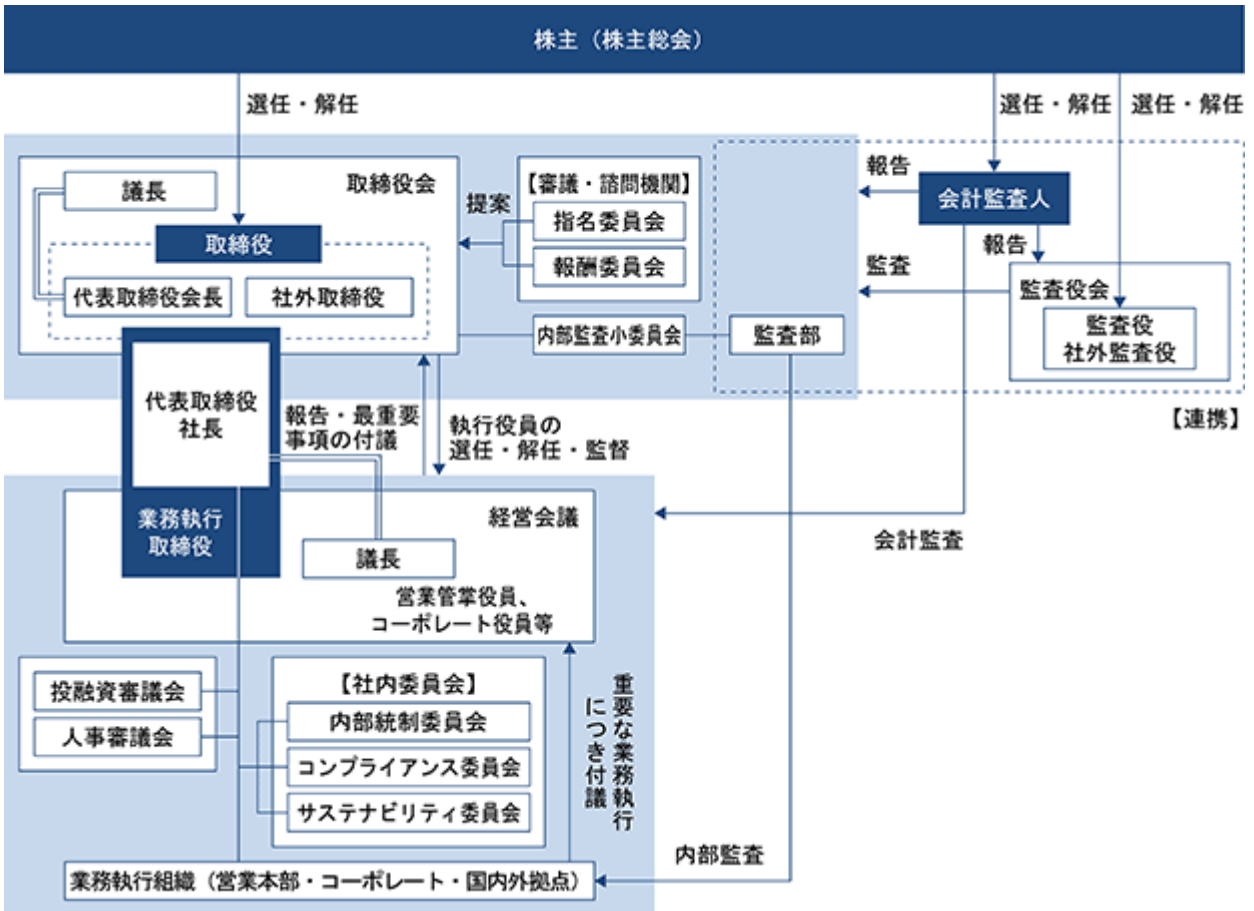 株主（株主総会）
選任・解任
選任・解任
選任・解任
取締役会
議長
取締役
代表取締役会長
社外取締役
提案
【審議・諮問機関】
指名委員会
報酬委員会
内部監査小委員会
監査部
報告
会計監査人
報告
監査
監査役会
監査役
社外監査役
【連携】
代表取締役
社長
業務執行
取締役
報告・最重要
事項の付議
執行役員の
選任・解任・監督
経営会議
議長
営業管掌役員、
コーポレート役員等
会計監査
投融資審議会
人事審議会
【社内委員会】
内部統制委員会
コンプライアンス委員会
サステナビリティ委員会
重要な業務執行
につき付議
内部監査
業務執行組織（営業本部・コーポレート・国内外拠点）